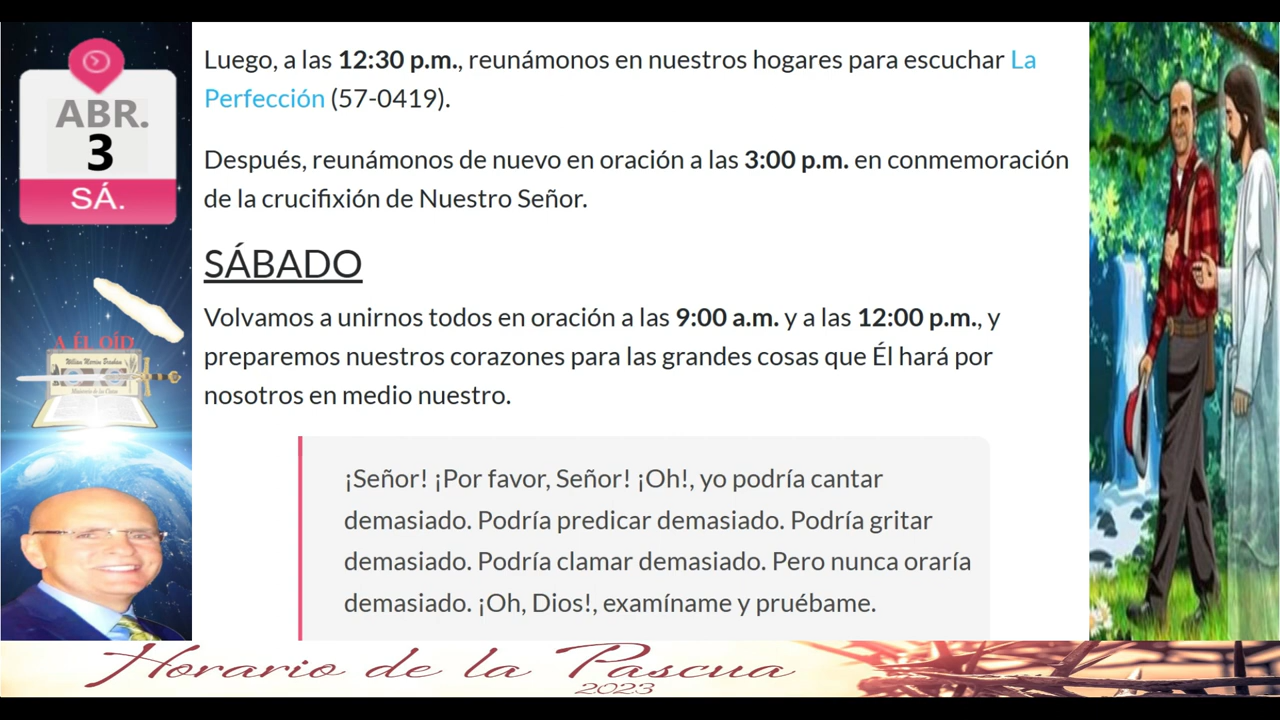 Luego, a las 12:30 p.m., reunámonos en nuestros hogares para escuchar La
Perfección (57-0419).
Después, reunámonos de nuevo en oración a las 3:00 p.m. en conmemoración
de la crucifixión de Nuestro Señor.
SÁBADO
Volvamos a unirnos todos en oración a las 9:00 a.m. y a las 12:00 p.m., y
preparemos nuestros corazones para las grandes cosas que Él hará por
nosotros en medio nuestro.
¡Señor! ¡Por favor, Señor! ¡Oh!, yo podría cantar
demasiado. Podría predicar demasiado. Podría gritar
demasiado. Podría clamar demasiado. Pero nunca oraría
demasiado. ¡Oh, Dios!, examíname y pruébame.
ABR.
3
SÁ.
A ÉL OÍD
Horario de la Pascua
2023